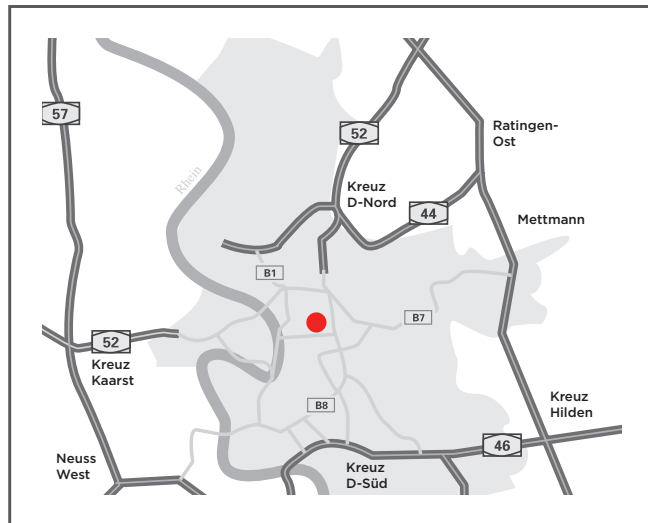 57
52
Ratingen-
Ost
Rhein
Kreuz
D-Nord
44
Mettmann
B1
B7
52
Kreuz
Kaarst
B8
Kreuz
Hilden
46
Neuss
West
Kreuz
D-Süd